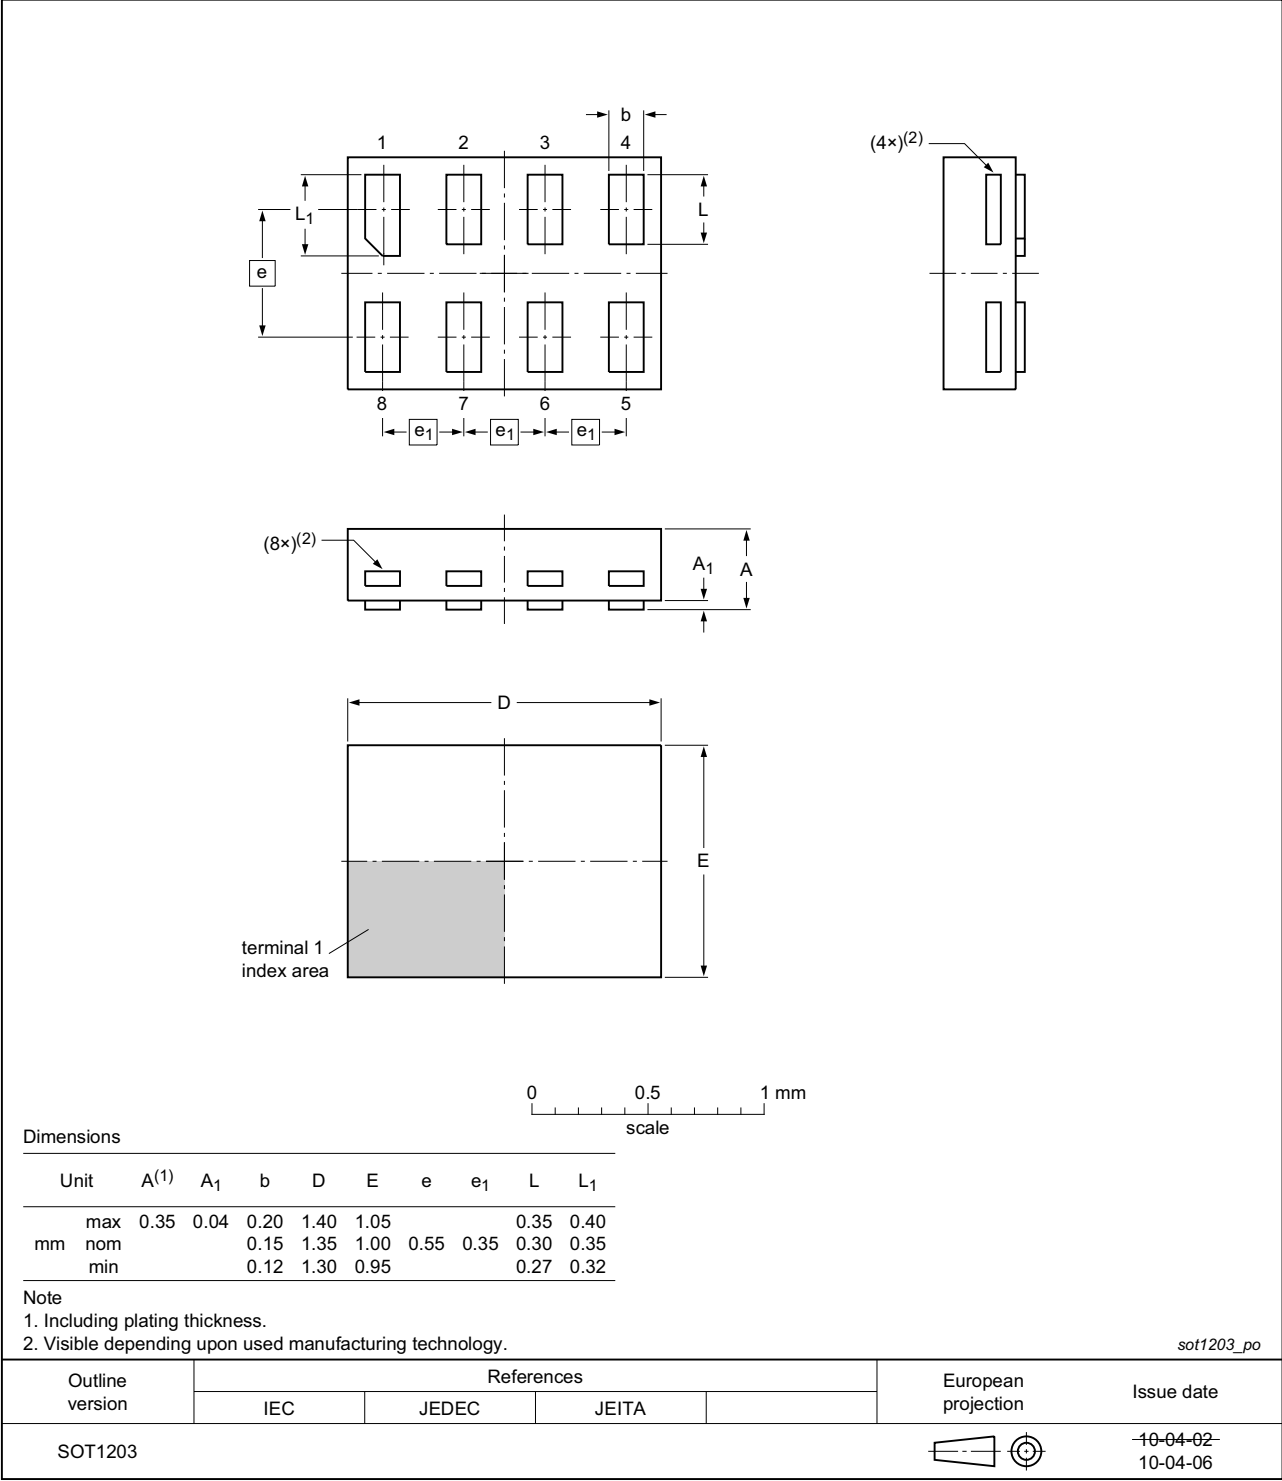 b
1 2 3 4
(4×)(2)
L1
L
e
8 7 6 5
e1 e1 e1
(8×)(2)
A1
A
D
E
terminal 1
index area
0 0.5 1 mm
scale
Dimensions
Unit A(1) A1 b D E e e1 L L1
max 0.35 0.04 0.20 1.40 1.05 0.35 0.40
mm nom 0.15 1.35 1.00 0.55 0.35 0.30 0.35
min 0.12 1.30 0.95 0.27 0.32
Note
1. Including plating thickness.
2. Visible depending upon used manufacturing technology.
sot1203_po
Outline
version
References
IEC JEDEC JEITA
European
projection
Issue date
SOT1203
10-04-02
10-04-06